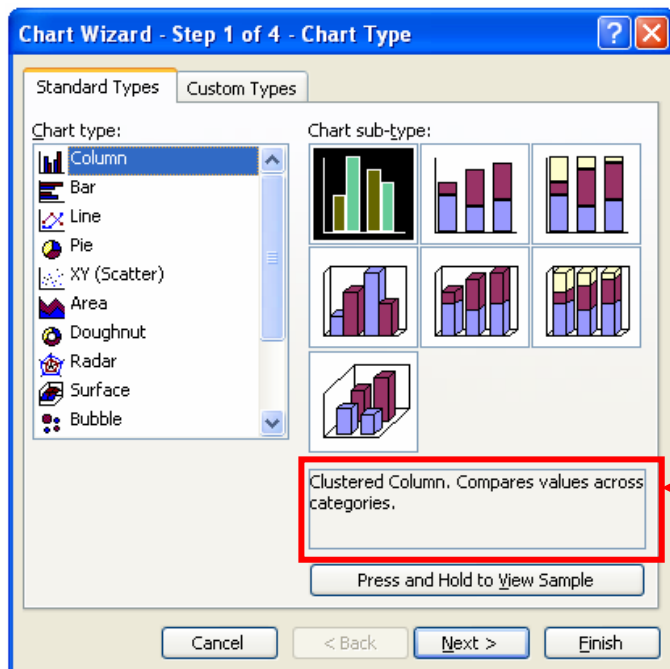 Chart Wizard - Step 1 of 4 - Chart Type
Standard Types
Custom Types
Chart type:
Column
Bar
Line
Pie
XY (Scatter)
Area
Doughnut
Radar
Surface
Bubble
Chart sub-type:
Clustered Column. Compares values across
categories.
Press and Hold to View Sample
Cancel
< Back
Next >
Finish